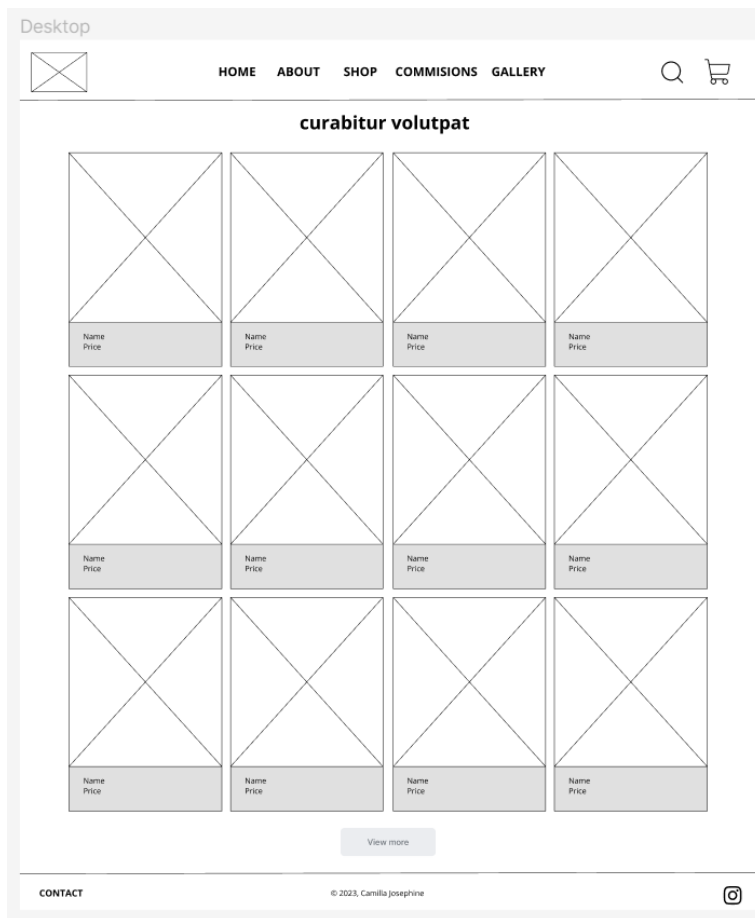 Desktop
HOME ABOUT SHOP COMMISIONS GALLERY
curabitur volutpat
Name Name Name Name
Price Price Price Price
Name Name Name Name
Price Price Price Price
Name Name Name Name
Price Price Price Price
View more
CONTACT © 2023, Camilla Josephine